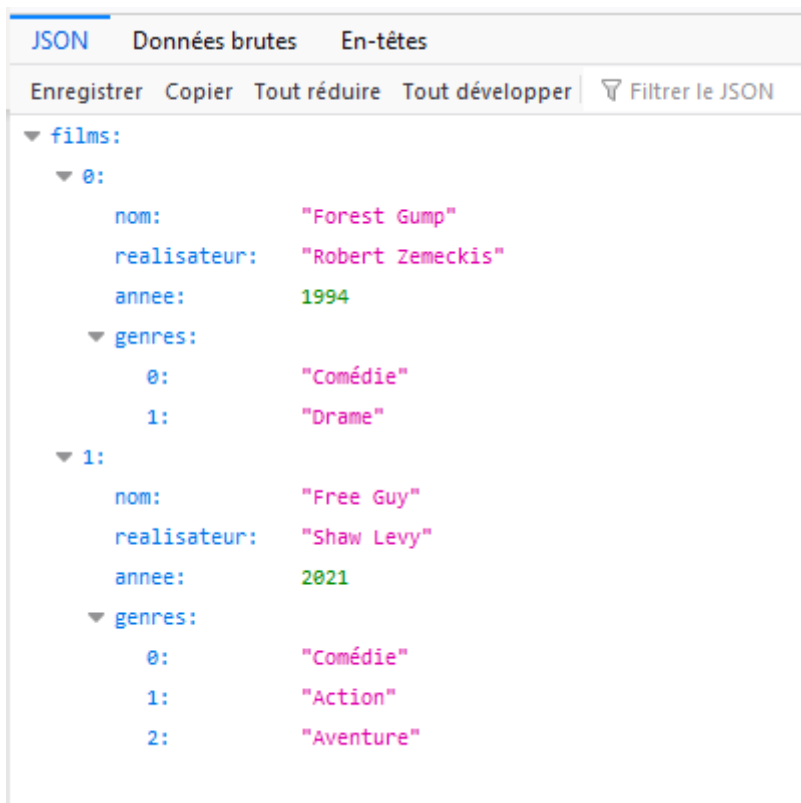 JSON Données brutes En-têtes
Enregistrer Copier Tout réduire Tout développer Filtrer le JSON
films:
0:
nom: "Forest Gump"
realisateur: "Robert Zemeckis"
annee: 1994
genres:
0: "Comédie"
1: "Drame"
1:
nom: "Free Guy"
realisateur: "Shaw Levy"
annee: 2021
genres:
0: "Comédie"
1: "Action"
2: "Aventure"